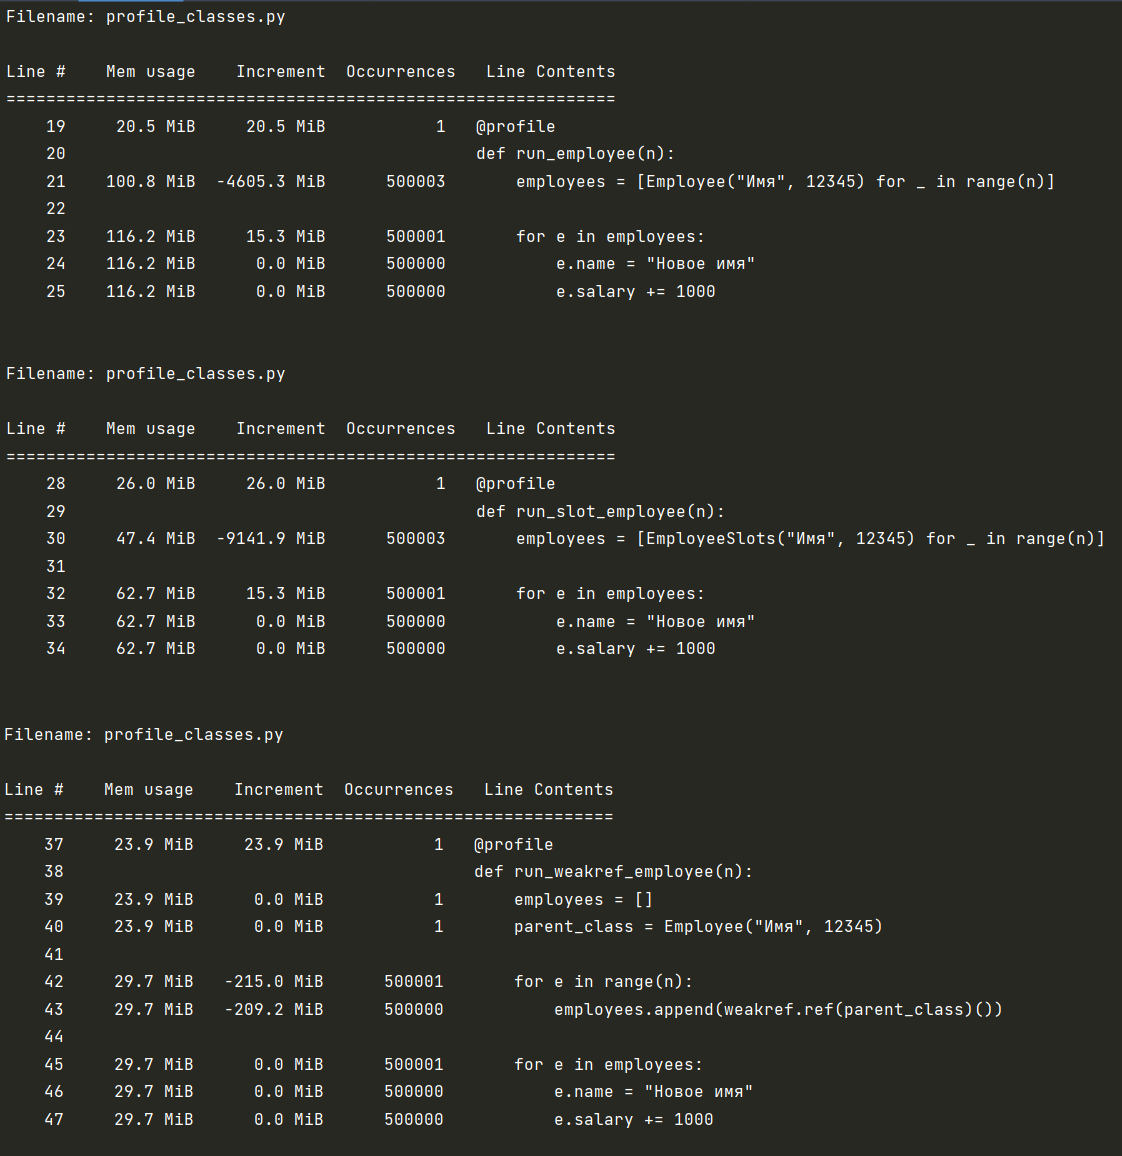 Filename: profile_classes.py
Line #    Mem usage    Increment  Occurrences   Line Contents
=============================================================
    19     20.5 MiB     20.5 MiB           1   @profile
    20                                         def run_employee(n):
    21    100.8 MiB  -4605.3 MiB      500003       employees = [Employee("Имя", 12345) for _ in range(n)]
    22
    23    116.2 MiB     15.3 MiB      500001       for e in employees:
    24    116.2 MiB      0.0 MiB      500000           e.name = "Новое имя"
    25    116.2 MiB      0.0 MiB      500000           e.salary += 1000
Filename: profile_classes.py
Line #    Mem usage    Increment  Occurrences   Line Contents
=============================================================
    28     26.0 MiB     26.0 MiB           1   @profile
    29                                         def run_slot_employee(n):
    30     47.4 MiB  -9141.9 MiB      500003       employees = [EmployeeSlots("Имя", 12345) for _ in range(n)]
    31
    32     62.7 MiB     15.3 MiB      500001       for e in employees:
    33     62.7 MiB      0.0 MiB      500000           e.name = "Новое имя"
    34     62.7 MiB      0.0 MiB      500000           e.salary += 1000
Filename: profile_classes.py
Line #    Mem usage    Increment  Occurrences   Line Contents
=============================================================
    37     23.9 MiB     23.9 MiB           1   @profile
    38                                         def run_weakref_employee(n):
    39     23.9 MiB      0.0 MiB           1       employees = []
    40     23.9 MiB      0.0 MiB           1       parent_class = Employee("Имя", 12345)
    41
    42     29.7 MiB   -215.0 MiB      500001       for e in range(n):
    43     29.7 MiB   -209.2 MiB      500000           employees.append(weakref.ref(parent_class)())
    44
    45     29.7 MiB      0.0 MiB      500001       for e in employees:
    46     29.7 MiB      0.0 MiB      500000           e.name = "Новое имя"
    47     29.7 MiB      0.0 MiB      500000           e.salary += 1000